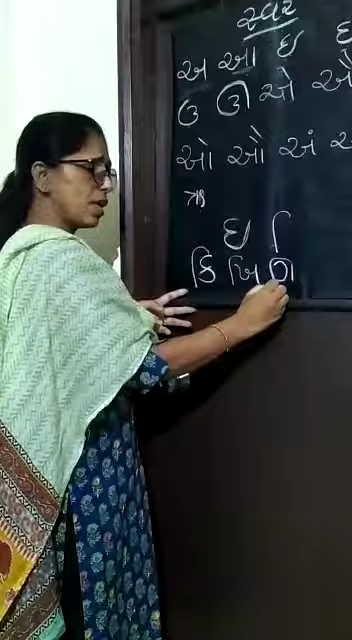 સ્વર
અ આ ઇ ઈ
ઉ ઊ એ ઐ
ઓ ઔ અં
ઋ
ઇ િ
કિ ખિ ગિ